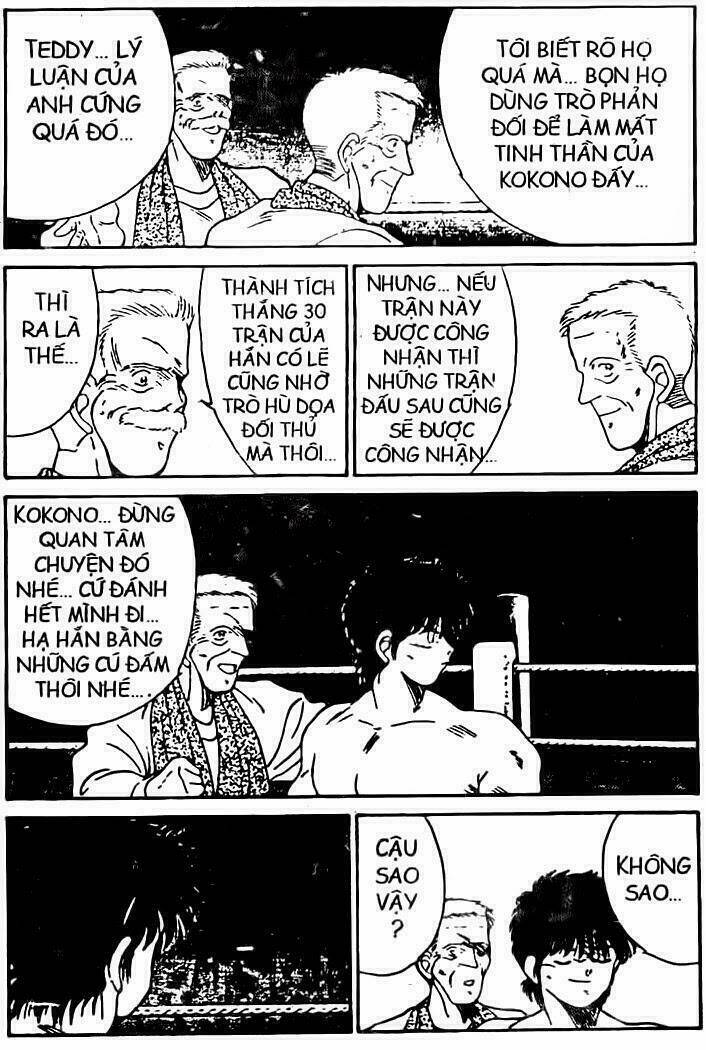 TÔI BIẾT RÕ HỌ
QUÁ MÀ... BỌN HỌ
DÙNG TRÒ PHẢN
ĐỐI ĐỂ LÀM MẤT
TINH THẦN CỦA
KOKONO ĐẤY...
TEDDY... LÝ
LUẬN CỦA
ANH CỨNG
QUÁ ĐÓ...
NHƯNG... NẾU
TRẬN NÀY
ĐƯỢC CÔNG
NHẬN THÌ
NHỮNG TRẬN
ĐẤU SAU CŨNG
SẼ ĐƯỢC
CÔNG NHẬN...
THÀNH TÍCH
THẮNG 30
TRẬN CỦA
HẮN CÓ LẼ
CŨNG NHỜ
TRÒ HÙ DỌA
ĐỐI THỦ
MÀ THÔI...
THÌ
RA LÀ
THẾ...
KOKONO... ĐỪNG
QUAN TÂM
CHUYỆN ĐÓ
NHÉ... CỨ ĐÁNH
HẾT MÌNH ĐI...
HẠ HẮN BẰNG
NHỮNG CÚ ĐẤM
THÔI NHÉ....
KHÔNG
SAO...
CẬU
SAO
VẬY
?